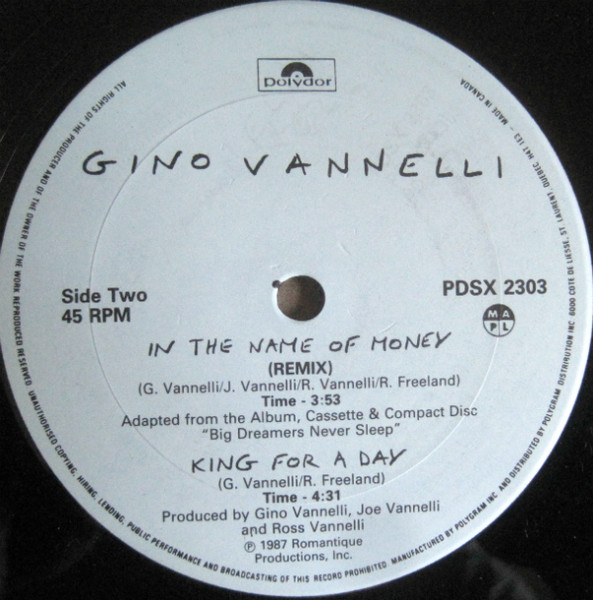 polydor
GINO VANNELLI
Side Two
45 RPM
PDSX 2303
M A
P L
IN THE NAME OF MONEY
(REMIX)
(G. Vannelli/J. Vannelli/R. Vannelli/R. Freeland)
Time - 3:53
Adapted from the Album, Cassette & Compact Disc
“Big Dreamers Never Sleep”
KING FOR A DAY
(G. Vannelli/R. Freeland)
Time - 4:31
Produced by Gino Vannelli, Joe Vannelli
and Ross Vannelli
℗ 1987 Romantique
Productions, Inc.
ALL RIGHTS OF THE PRODUCER AND OF THE OWNER OF THE WORK REPRODUCED RESERVED. UNAUTHORISED COPYING, HIRING, LENDING, PUBLIC PERFORMANCE AND BROADCASTING OF THIS RECORD PROHIBITED. MANUFACTURED BY POLYGRAM INC AND DISTRIBUTED BY POLYGRAM DISTRIBUTION INC 6000 COTE DE LIESSE, ST. LAURENT, QUEBEC H4T 1E3 - MADE IN CANADA